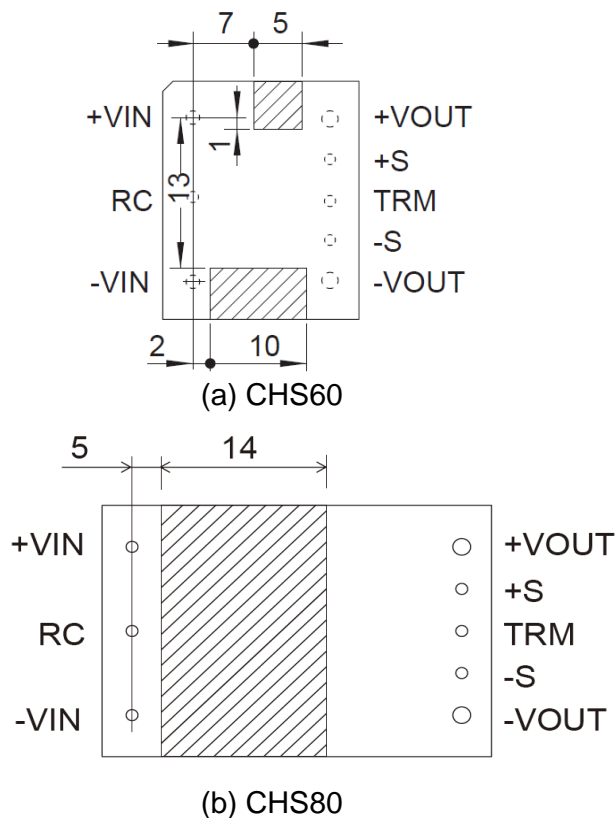 7 5
+VIN +VOUT
1
+S
13
RC TRM
-S
-VIN -VOUT
2 10
(a) CHS60
5 14
+VIN +VOUT
+S
RC TRM
-S
-VIN -VOUT
(b) CHS80